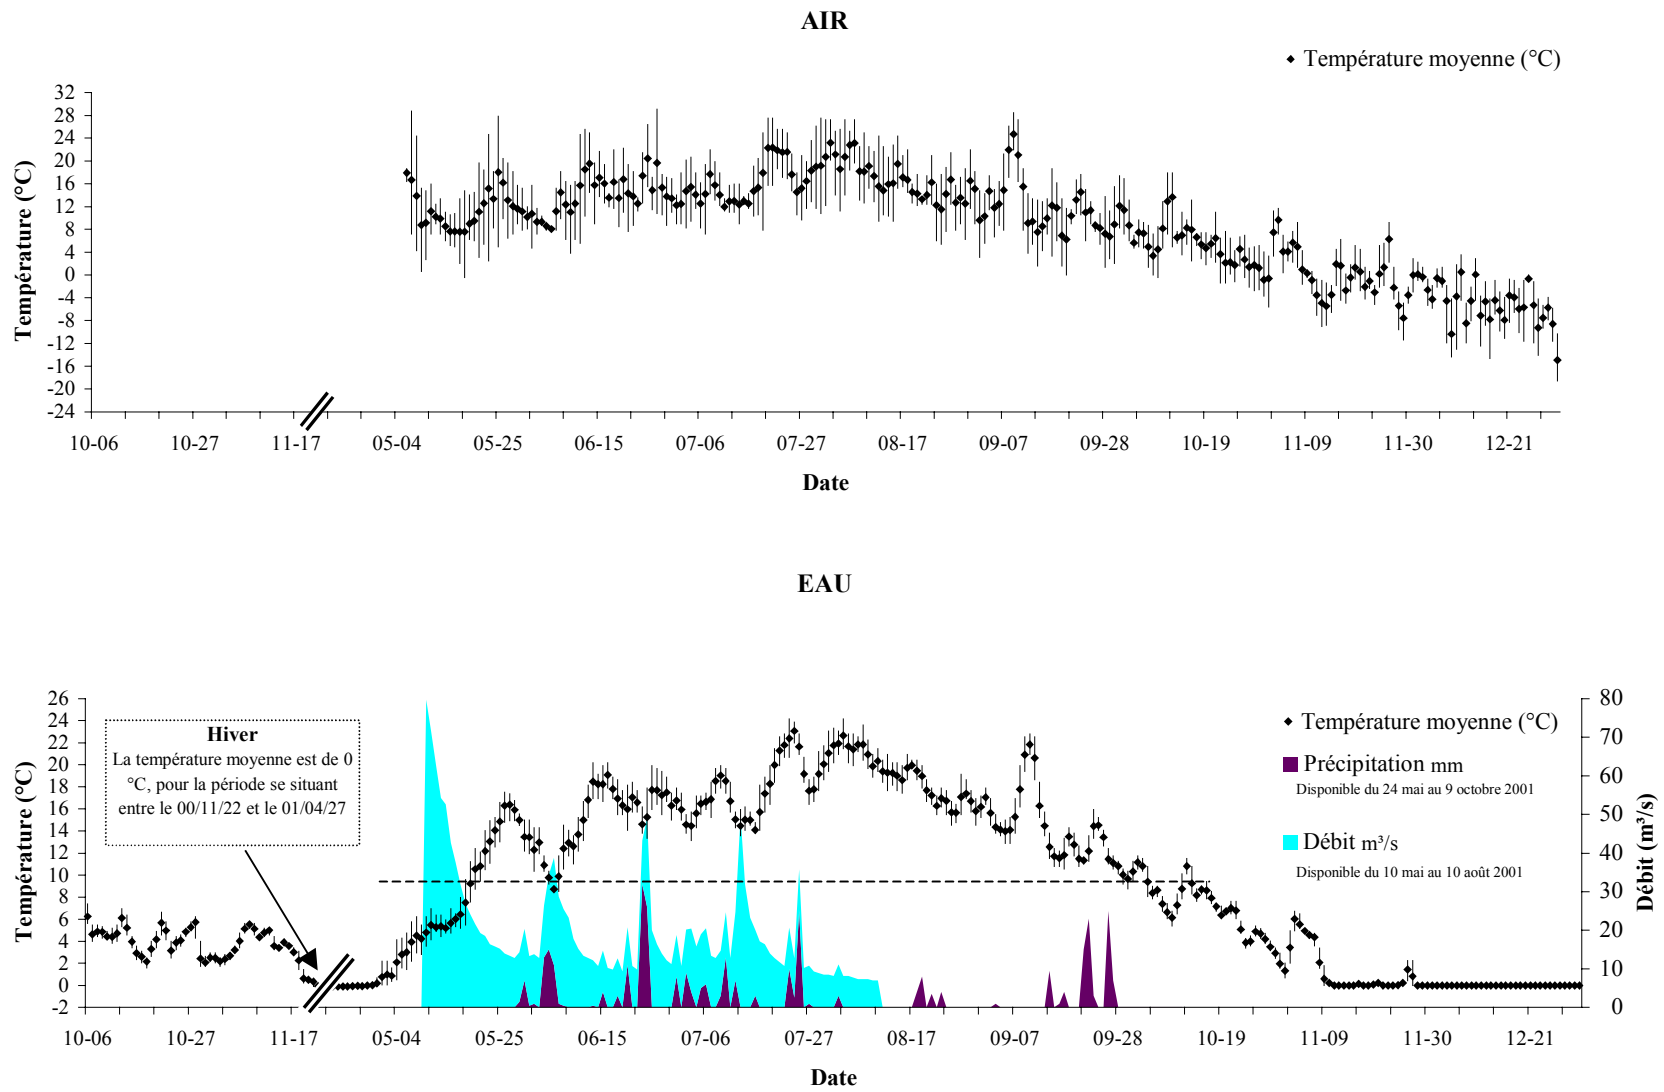 AIR
Température moyenne (°C)
Température (°C)
32
28
24
20
16
12
8
4
0
-4
-8
-12
-16
-20
-24
10-06 10-27 11-17 05-04 05-25 06-15 07-06 07-27 08-17 09-07 09-28 10-19 11-09 11-30 12-21
Date
EAU
Température (°C)
26
24
22
20
18
16
14
12
10
8
6
4
2
0
-2
Hiver
La température moyenne est de 0
°C, pour la période se situant
entre le 00/11/22 et le 01/04/27
Température moyenne (°C)
Précipitation mm
Disponible du 24 mai au 9 octobre 2001
Débit m³/s
Disponible du 10 mai au 10 août 2001
80
70
60
50
40
30
20
10
0
Débit (m³/s)
10-06 10-27 11-17 05-04 05-25 06-15 07-06 07-27 08-17 09-07 09-28 10-19 11-09 11-30 12-21
Date